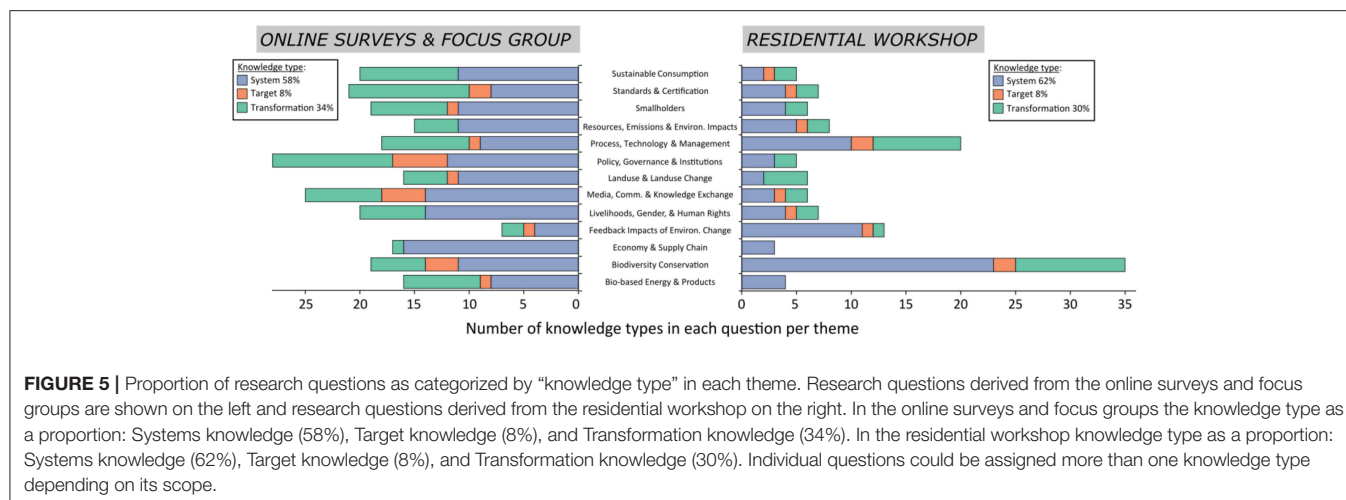 ONLINE SURVEYS & FOCUS GROUP
RESIDENTIAL WORKSHOP
Knowledge type:
System 58%
Target 8%
Transformation 34%
Knowledge type:
System 62%
Target 8%
Transformation 30%
Sustainable Consumption
Standards & Certification
Smallholders
Resources, Emissions & Environ. Impacts
Process, Technology & Management
Policy, Governance & Institutions
Landuse & Landuse Change
Media, Comm. & Knowledge Exchange
Livelihoods, Gender, & Human Rights
Feedback Impacts of Environ. Change
Economy & Supply Chain
Biodiversity Conservation
Bio-based Energy & Products
25 20 15 10 5 0
0 5 10 15 20 25 30 35
Number of knowledge types in each question per theme
FIGURE 5 | Proportion of research questions as categorized by “knowledge type” in each theme. Research questions derived from the online surveys and focus
groups are shown on the left and research questions derived from the residential workshop on the right. In the online surveys and focus groups the knowledge type as
a proportion: Systems knowledge (58%), Target knowledge (8%), and Transformation knowledge (34%). In the residential workshop knowledge type as a proportion:
Systems knowledge (62%), Target knowledge (8%), and Transformation knowledge (30%). Individual questions could be assigned more than one knowledge type
depending on its scope.